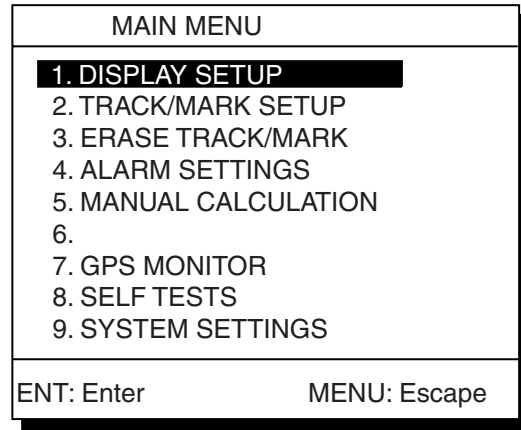 MAIN MENU
1. DISPLAY SETUP
2. TRACK/MARK SETUP
3. ERASE TRACK/MARK
4. ALARM SETTINGS
5. MANUAL CALCULATION
6.
7. GPS MONITOR
8. SELF TESTS
9. SYSTEM SETTINGS
ENT: Enter MENU: Escape